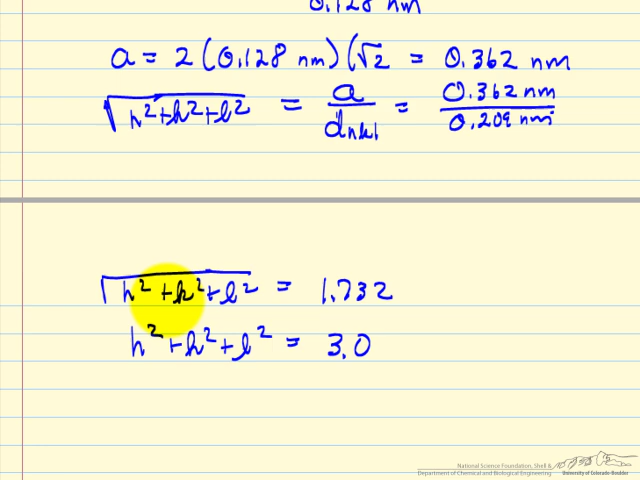 0.128 nm
a = 2 (0.128 nm) (√2 = 0.362 nm
√h²+k²+l² = a/dhkl = 0.362 nm/0.209 nm
√h²+k²+l² = 1.732
h²+k²+l² = 3.0
National Science Foundation, Shell &
Department of Chemical and Biological Engineering
University of Colorado-Boulder